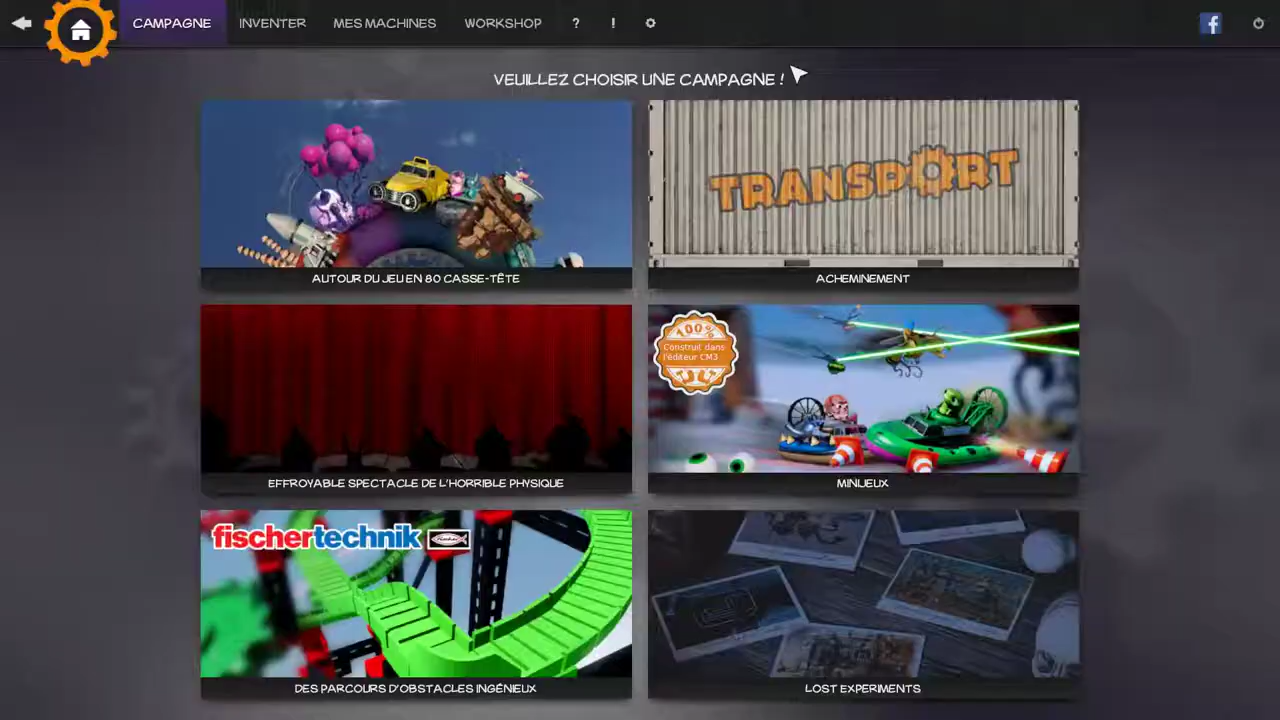 CAMPAGNE INVENTER MES MACHINES WORKSHOP ? !
VEUILLEZ CHOISIR UNE CAMPAGNE !
TRANSPORT
AUTOUR DU JEU EN 80 CASSE-TÊTE
ACHEMINEMENT
100%
Construit dans
l'éditeur CM3
EFFROYABLE SPECTACLE DE L'HORRIBLE PHYSIQUE
MINIJEUX
fischertechnik
DES PARCOURS D'OBSTACLES INGÉNIEUX
LOST EXPERIMENTS